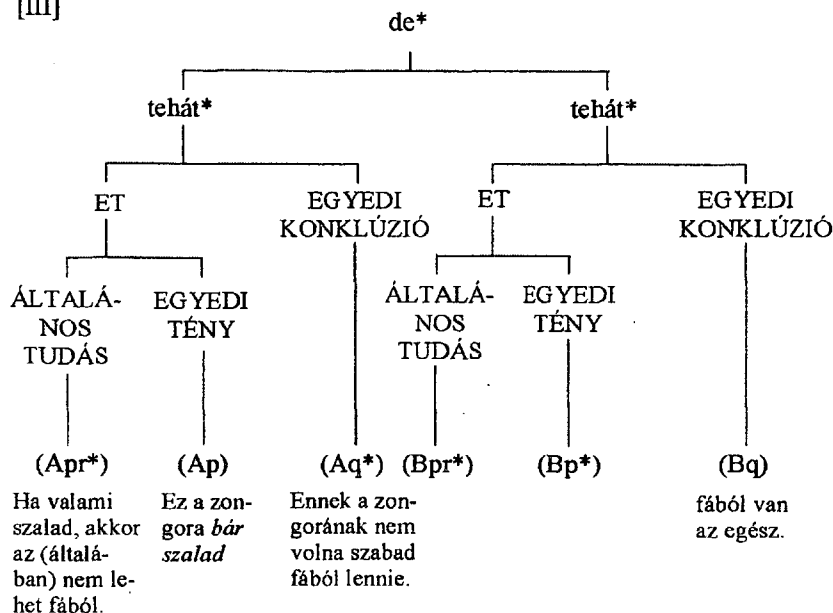 [III]
de*
tehát* tehát*
ET EGYEDI KONKLÚZIÓ ET EGYEDI KONKLÚZIÓ
ÁLTALÁ-
NOS
TUDÁS
EGYEDI
TÉNY
ÁLTALÁ-
NOS
TUDÁS
EGYEDI
TÉNY
(Apr*) (Ap) (Aq*) (Bpr*) (Bp*) (Bq)
Ha valami
szalad, akkor
az (általá-
ban) nem le-
het fából.
Ez a zon-
gora bár
szalad
Ennek a zon-
gorának nem
volna szabad
fából lennie.
fából van
az egész.